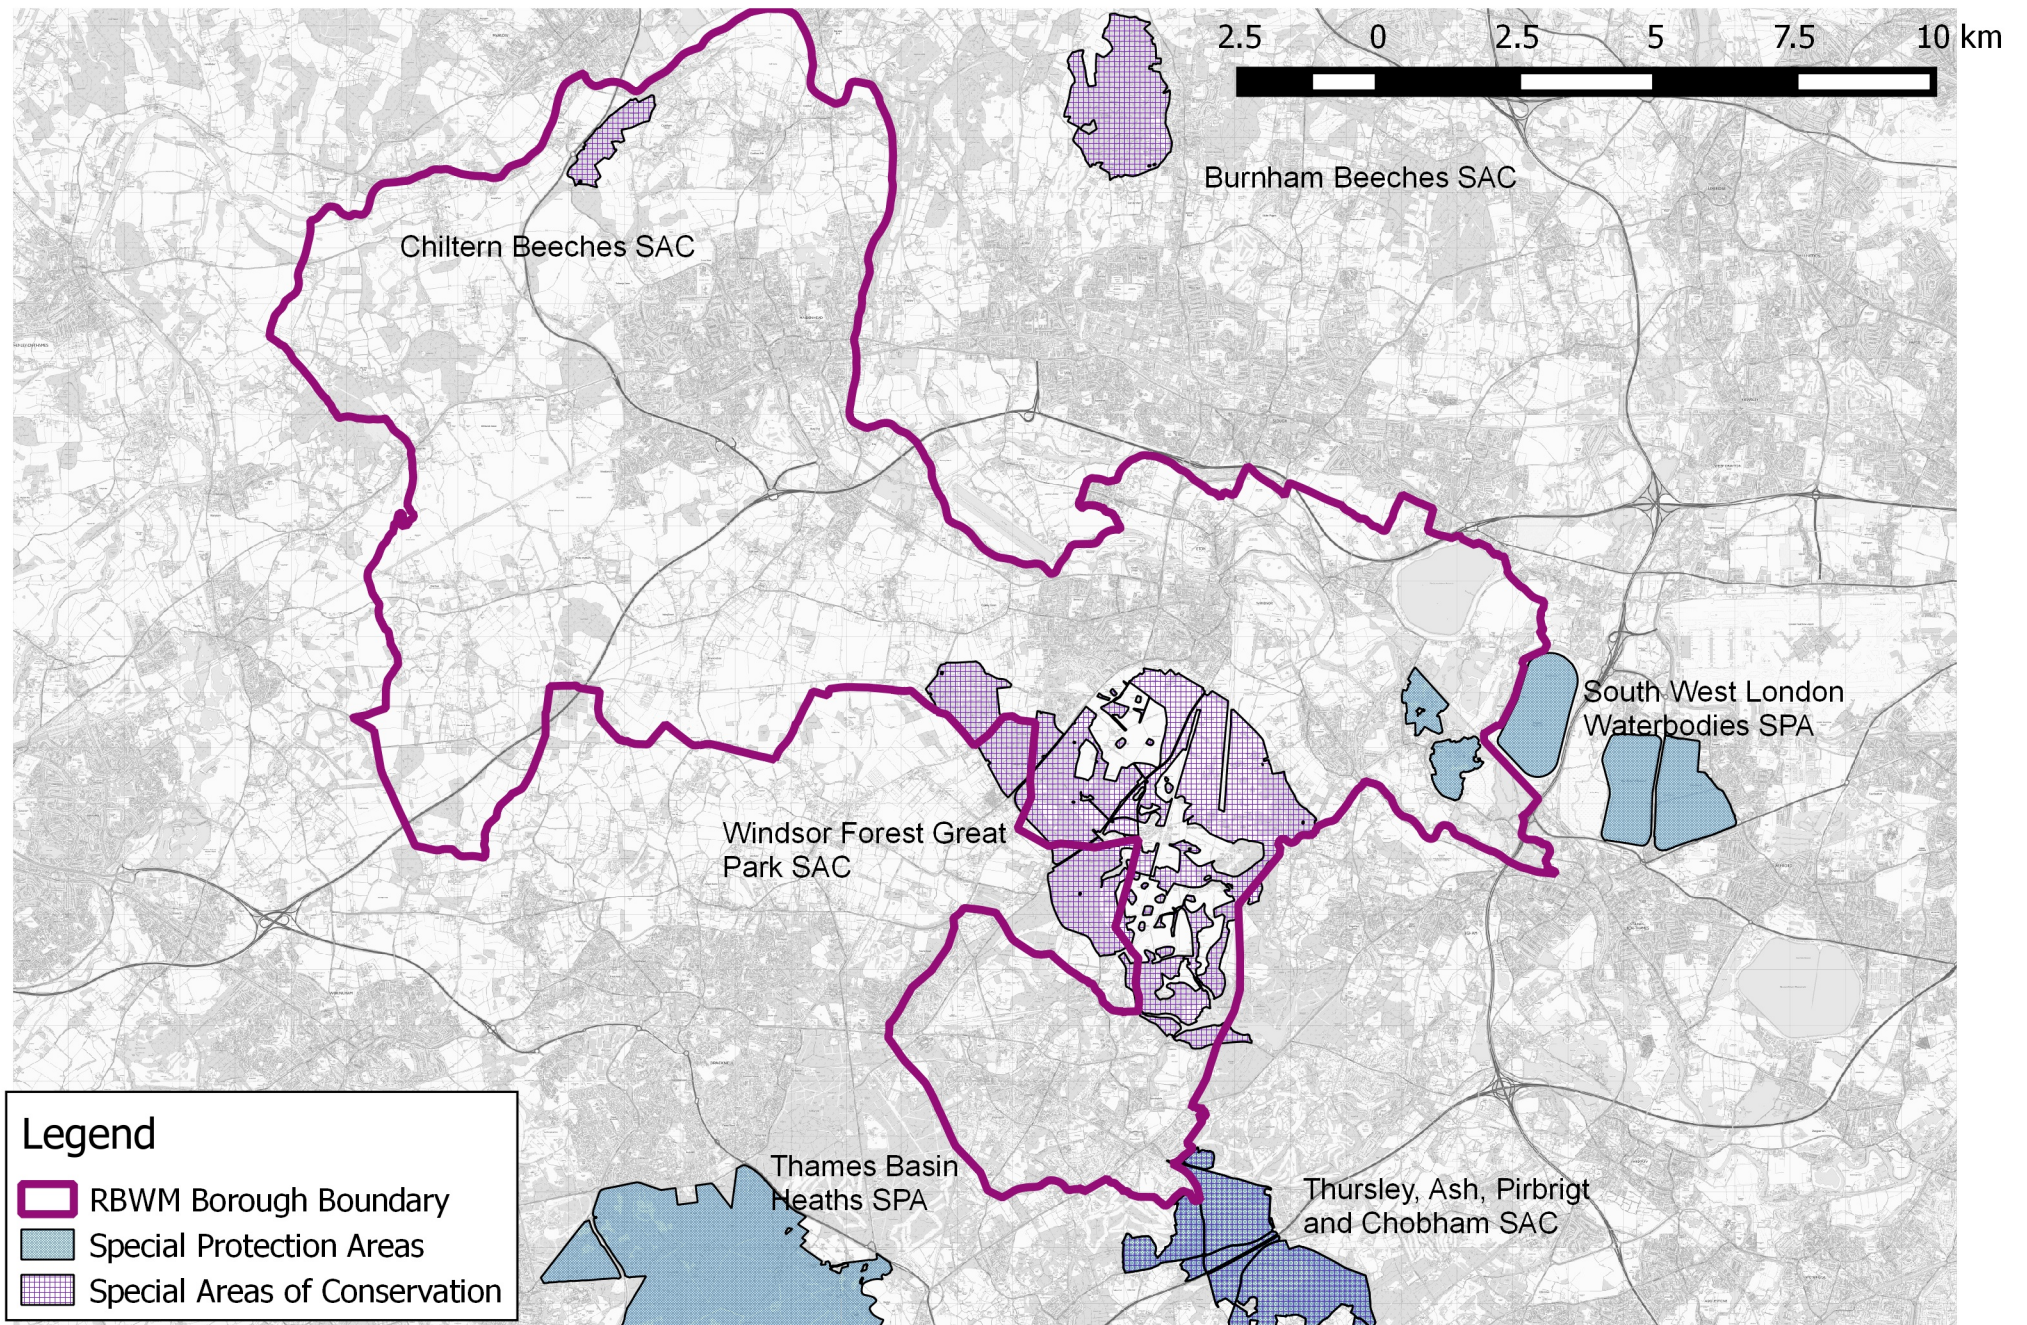 2.5 0 2.5 5 7.5 10 km
Burnham Beeches SAC
Chiltern Beeches SAC
South West London
Waterbodies SPA
Windsor Forest Great
Park SAC
Thames Basin
Heaths SPA
Thursley, Ash, Pirbrigt
and Chobham SAC
Legend
RBWM Borough Boundary
Special Protection Areas
Special Areas of Conservation